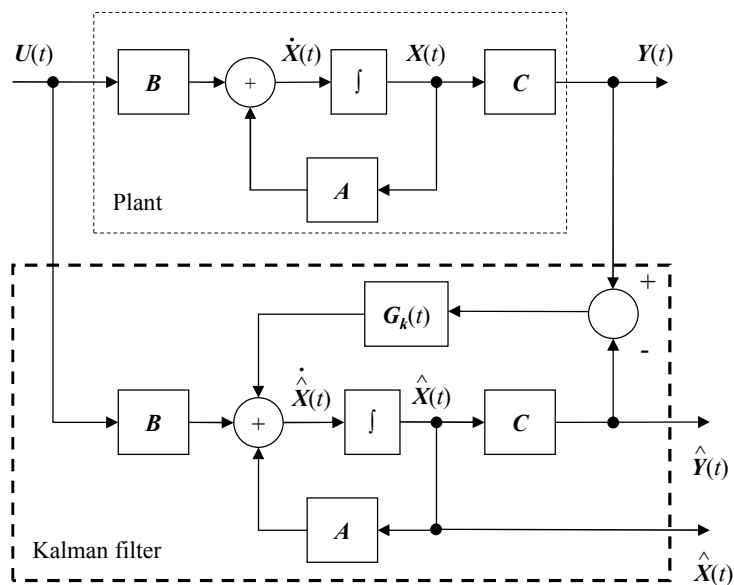 U(t)
Ẋ(t)
X(t)
Y(t)
B
+
∫
C
A
Plant
+
G_k(t)
-
Ẋ̂(t)
X̂(t)
B
+
∫
C
Ŷ(t)
A
Kalman filter
X̂(t)